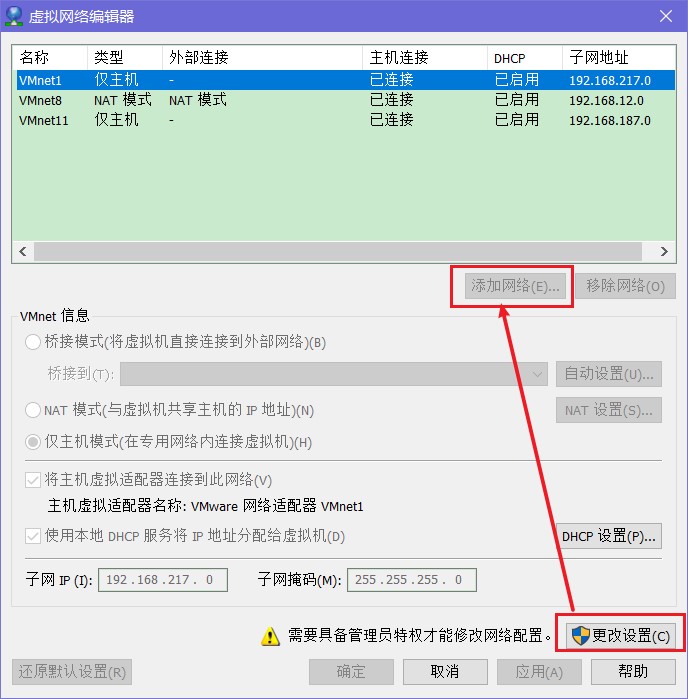 虚拟网络编辑器
名称 类型 外部连接 主机连接 DHCP 子网地址
VMnet1 仅主机 - 已连接 已启用 192.168.217.0
VMnet8 NAT 模式 NAT 模式 已连接 已启用 192.168.12.0
VMnet11 仅主机 - 已连接 已启用 192.168.187.0
添加网络(E)... 移除网络(O)
VMnet 信息
桥接模式(将虚拟机直接连接到外部网络)(B)
桥接到(T): 自动设置(U)...
NAT 模式(与虚拟机共享主机的 IP 地址)(N) NAT 设置(S)...
仅主机模式(在专用网络内连接虚拟机)(H)
将主机虚拟适配器连接到此网络(V)
主机虚拟适配器名称: VMware 网络适配器 VMnet1
使用本地 DHCP 服务将 IP 地址分配给虚拟机(D) DHCP 设置(P)...
子网 IP (I): 192 . 168 . 217 . 0 子网掩码(M): 255 . 255 . 255 . 0
需要具备管理员特权才能修改网络配置。 更改设置(C)
还原默认设置(R) 确定 取消 应用(A) 帮助